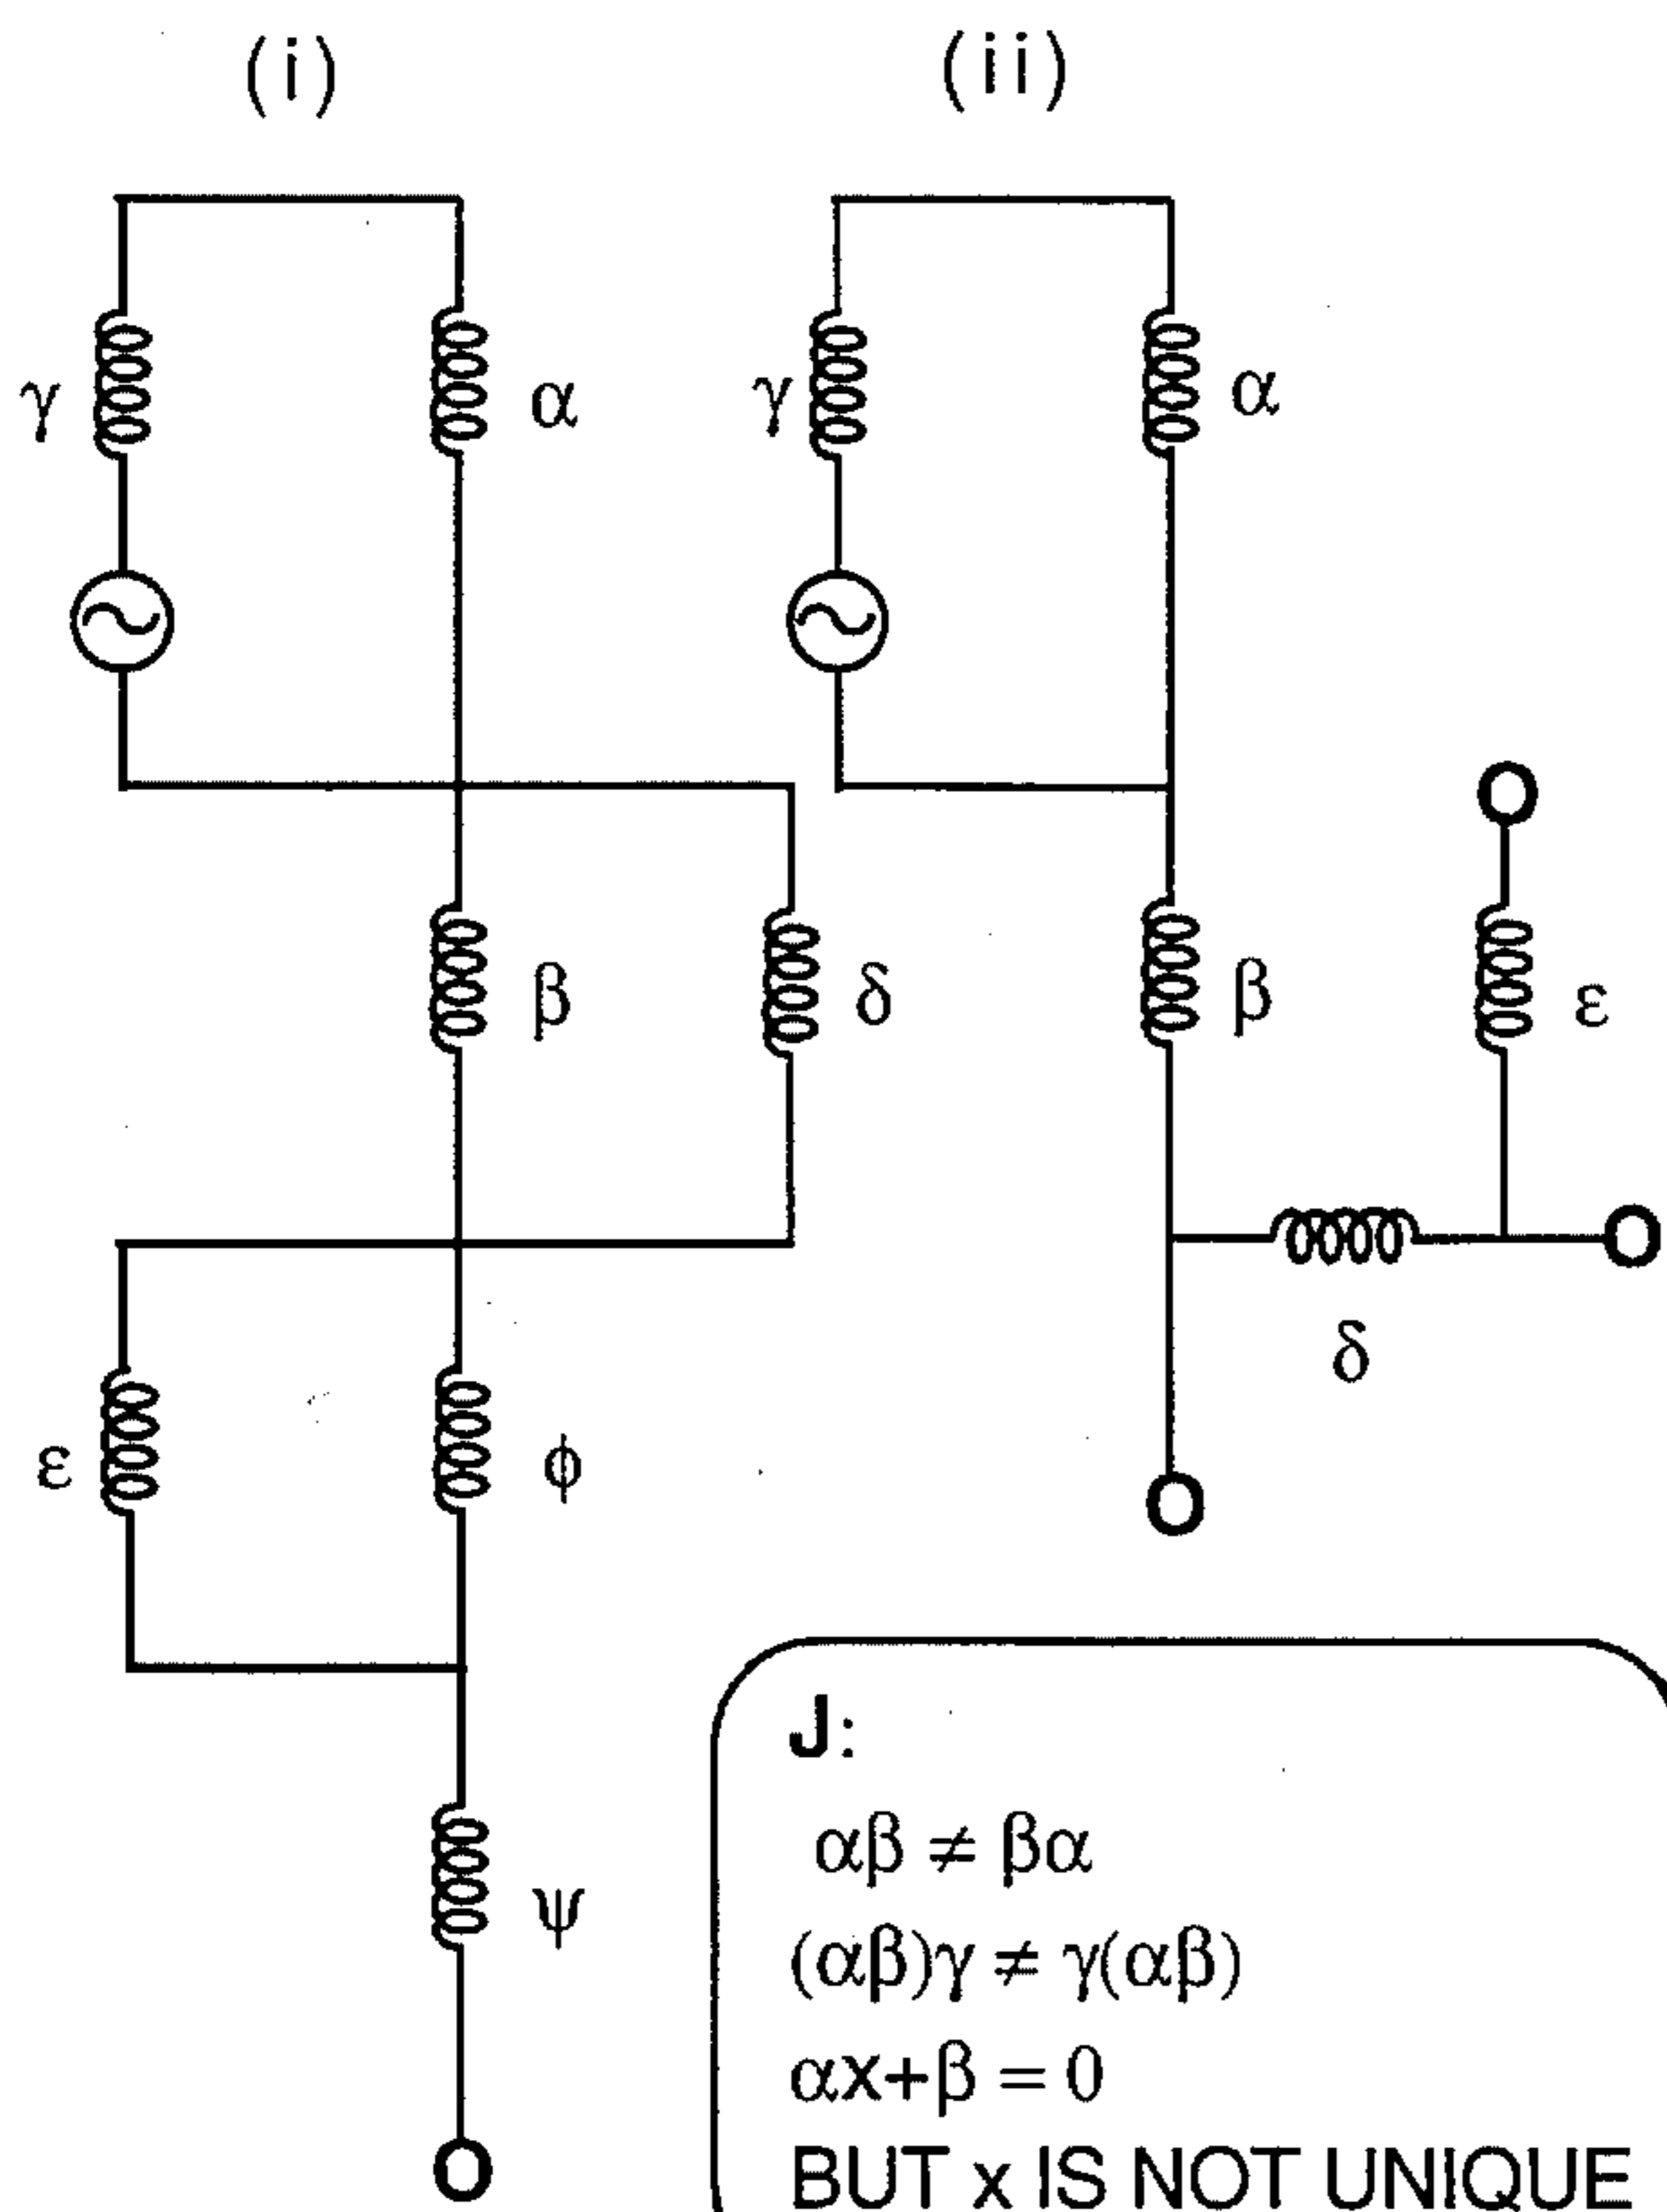 (i) (ii)
γ α γ α
β δ β ε
δ
ε φ
ψ
J:
αβ ≠ βα
(αβ)γ ≠ γ(αβ)
αx+β = 0
BUT x IS NOT UNIQUE